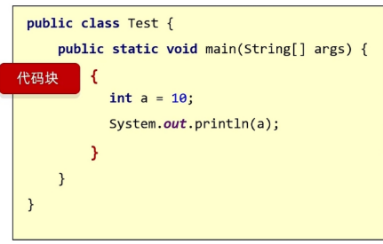 public class Test {
public static void main(String[] args) {
代码块
{
int a = 10;
System.out.println(a);
}
}
}